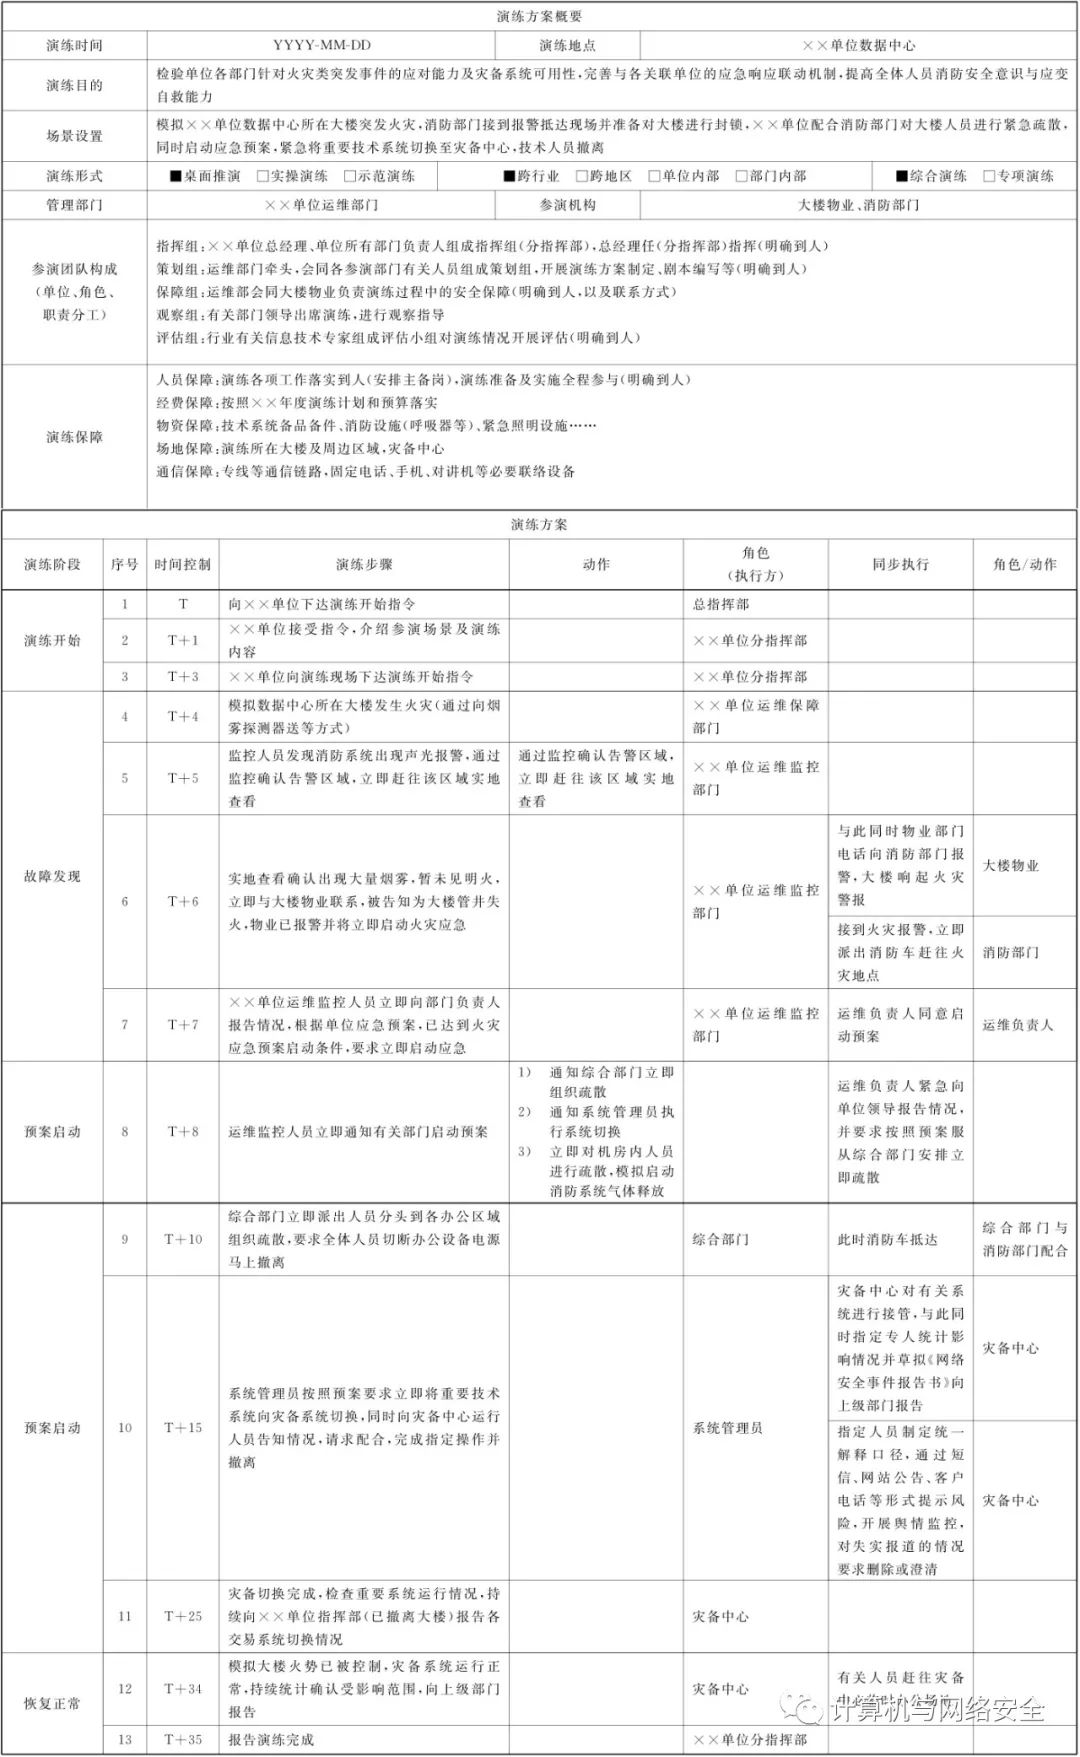 演练方案概要
演练时间 YYYY-MM-DD 演练地点 ××单位数据中心
演练目的
检验单位各部门针对火灾类突发事件的应对能力及灾备系统可用性,完善与各关联单位的应急响应联动机制,提高全体人员消防安全意识与应变
自救能力
场景设置
模拟××单位数据中心所在大楼突发火灾,消防部门接到报警抵达现场并准备对大楼进行封锁,××单位配合消防部门对大楼人员进行紧急疏散,
同时启动应急预案,紧急将重要技术系统切换至灾备中心,技术人员撤离
演练形式 ■桌面推演 □实操演练 □示范演练 ■跨行业 □跨地区 □单位内部 □部门内部 ■综合演练 □专项演练
管理部门 ××单位运维部门 参演机构 大楼物业、消防部门
参演团队构成
(单位、角色、
职责分工)
指挥组:××单位总经理、单位所有部门负责人组成指挥组(分指挥部),总经理任(分指挥部)指挥(明确到人)
策划组:运维部门牵头,会同各参演部门有关人员组成策划组,开展演练方案制定、剧本编写等(明确到人)
保障组:运维部会同大楼物业负责演练过程中的安全保障(明确到人,以及联系方式)
观察组:有关部门领导出席演练,进行观察指导
评估组:行业有关信息技术专家组成评估小组对演练情况开展评估(明确到人)
演练保障
人员保障:演练各项工作落实到人(安排主备岗),演练准备及实施全程参与(明确到人)
经费保障:按照××年度演练计划和预算落实
物资保障:技术系统备品备件、消防设施(呼吸器等)、紧急照明设施……
场地保障:演练所在大楼及周边区域,灾备中心
通信保障:专线等通信链路,固定电话、手机、对讲机等必要联络设备
演练方案
演练阶段 序号 时间控制 演练步骤 动作 角色
(执行方)
同步执行 角色/动作
演练开始
1 T 向××单位下达演练开始指令 总指挥部
2 T+1 ××单位接受指令,介绍参演场景及演练
内容
××单位分指挥部
3 T+3 ××单位向演练现场下达演练开始指令 ××单位分指挥部
故障发现
4 T+4 模拟数据中心所在大楼发生火灾(通过向烟
雾探测器送等方式)
××单位运维保障
部门
5 T+5 监控人员发现消防系统出现声光报警,通过
监控确认告警区域,立即赶往该区域实地
查看
通过监控确认告警区域,
立即赶往该区域实地
查看
××单位运维监控
部门
6 T+6 实地查看确认出现大量烟雾,暂未见明火,
立即与大楼物业联系,被告知为大楼管井失
火,物业已报警并将立即启动火灾应急
××单位运维监控
部门
与此同时物业部门
电话向消防部门报
警,大楼响起火灾
警报
大楼物业
接到火灾报警,立即
派出消防车赶往火
灾地点
消防部门
7 T+7 ××单位运维监控人员立即向部门负责人
报告情况,根据单位应急预案,已达到火灾
应急预案启动条件,要求立即启动应急
××单位运维监控
部门
运维负责人同意启
动预案
运维负责人
预案启动
8 T+8 运维监控人员立即通知有关部门启动预案
1) 通知综合部门立即
组织疏散
2) 通知系统管理员执
行系统切换
3) 立即对机房内人员
进行疏散,模拟启动
消防系统气体释放
运维负责人紧急向
单位领导报告情况,
并要求按照预案服
从综合部门安排立
即疏散
预案启动
9 T+10 综合部门立即派出人员分头到各办公区域
组织疏散,要求全体人员切断办公设备电源
马上撤离
综合部门
此时消防车抵达
综合部门与
消防部门配合
10 T+15 系统管理员按照预案要求立即将重要技术
系统向灾备系统切换,同时向灾备中心运行
人员告知情况,请求配合,完成指定操作并
撤离
系统管理员
灾备中心对有关系
统进行接管,与此同
时指定专人统计影
响情况并草拟《网络
安全事件报告书》向
上级部门报告
灾备中心
指定人员制定统一
解释口径,通过短
信、网站公告、客户
电话等形式提示风
险,开展舆情监控,
对失实报道的情况
要求删除或澄清
灾备中心
11 T+25 灾备切换完成,检查重要系统运行情况,持
续向××单位指挥部(已撤离大楼)报告各
交易系统切换情况
灾备中心
恢复正常
12 T+34 模拟大楼火势已被控制,灾备系统运行正
常,持续统计确认受影响范围,向上级部门
报告
灾备中心
有关人员赶往灾备
13 T+35 报告演练完成 ××单位分指挥部
计算机与网络安全